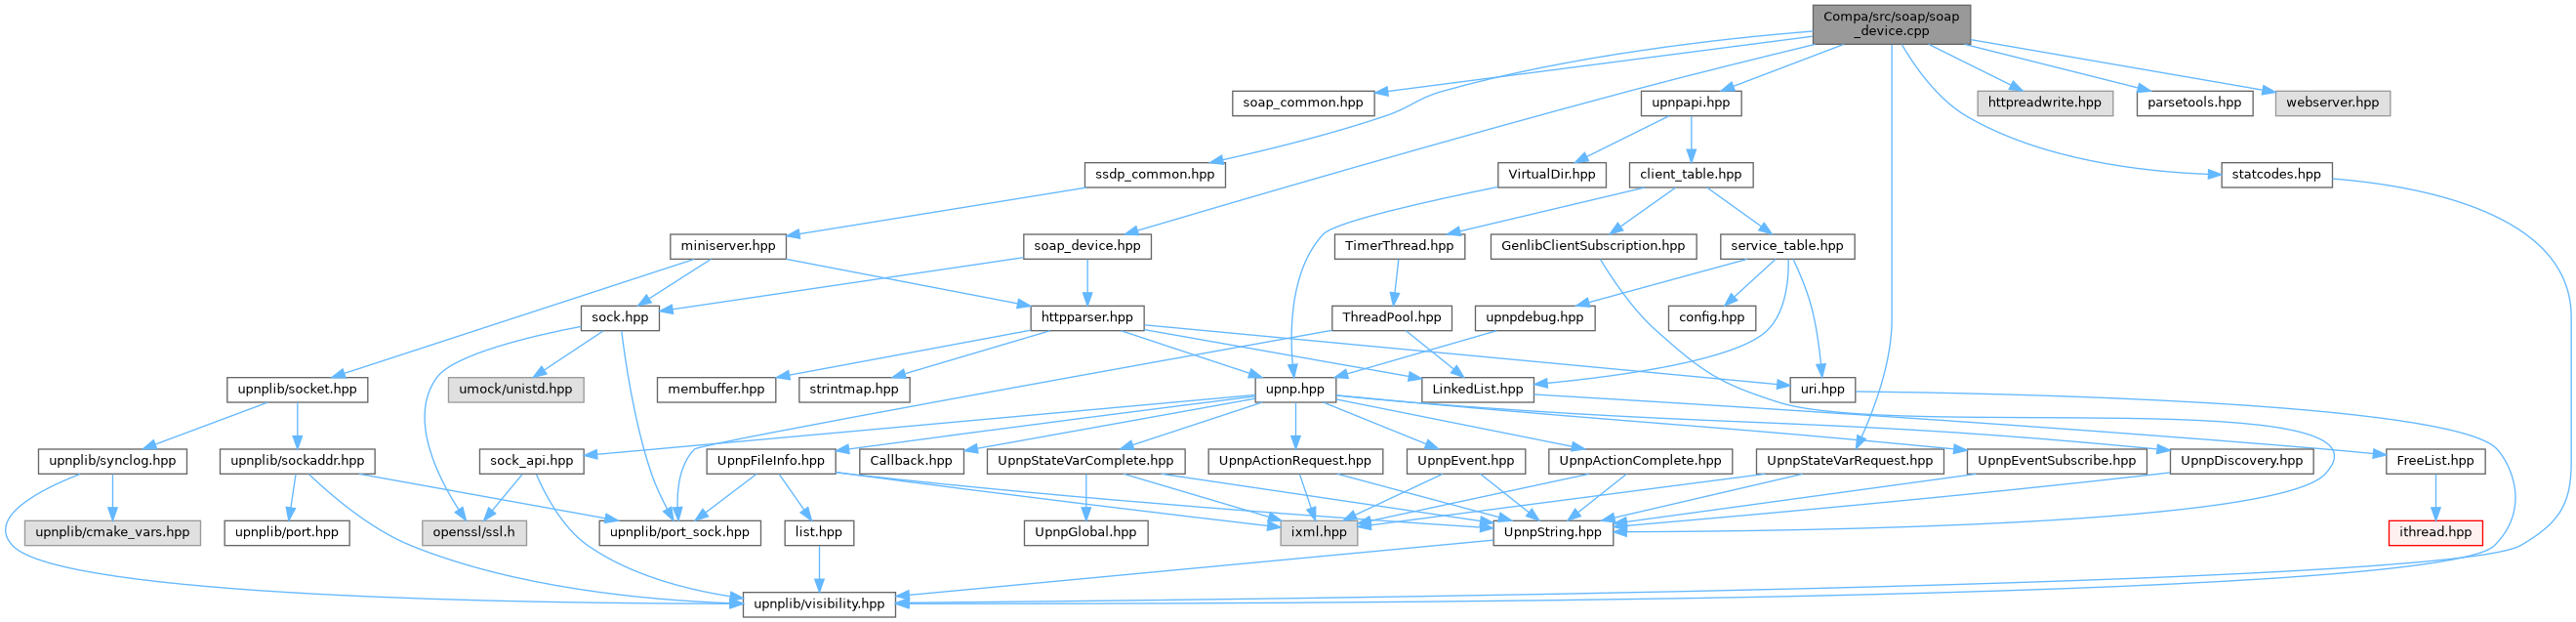 Compa/src/soap/soap
_device.cpp
soap_common.hpp
upnpapi.hpp
httpreadwrite.hpp
parsetools.hpp
webserver.hpp
ssdp_common.hpp
VirtualDir.hpp
client_table.hpp
statcodes.hpp
miniserver.hpp
soap_device.hpp
TimerThread.hpp
GenlibClientSubscription.hpp
service_table.hpp
sock.hpp
httpparser.hpp
ThreadPool.hpp
upnpdebug.hpp
config.hpp
upnplib/socket.hpp
umock/unistd.hpp
membuffer.hpp
strintmap.hpp
upnp.hpp
LinkedList.hpp
uri.hpp
upnplib/synclog.hpp
upnplib/sockaddr.hpp
sock_api.hpp
UpnpFileInfo.hpp
Callback.hpp
UpnpStateVarComplete.hpp
UpnpActionRequest.hpp
UpnpEvent.hpp
UpnpActionComplete.hpp
UpnpStateVarRequest.hpp
UpnpEventSubscribe.hpp
UpnpDiscovery.hpp
FreeList.hpp
upnplib/cmake_vars.hpp
upnplib/port.hpp
openssl/ssl.h
upnplib/port_sock.hpp
list.hpp
UpnpGlobal.hpp
ixml.hpp
UpnpString.hpp
ithread.hpp
upnplib/visibility.hpp